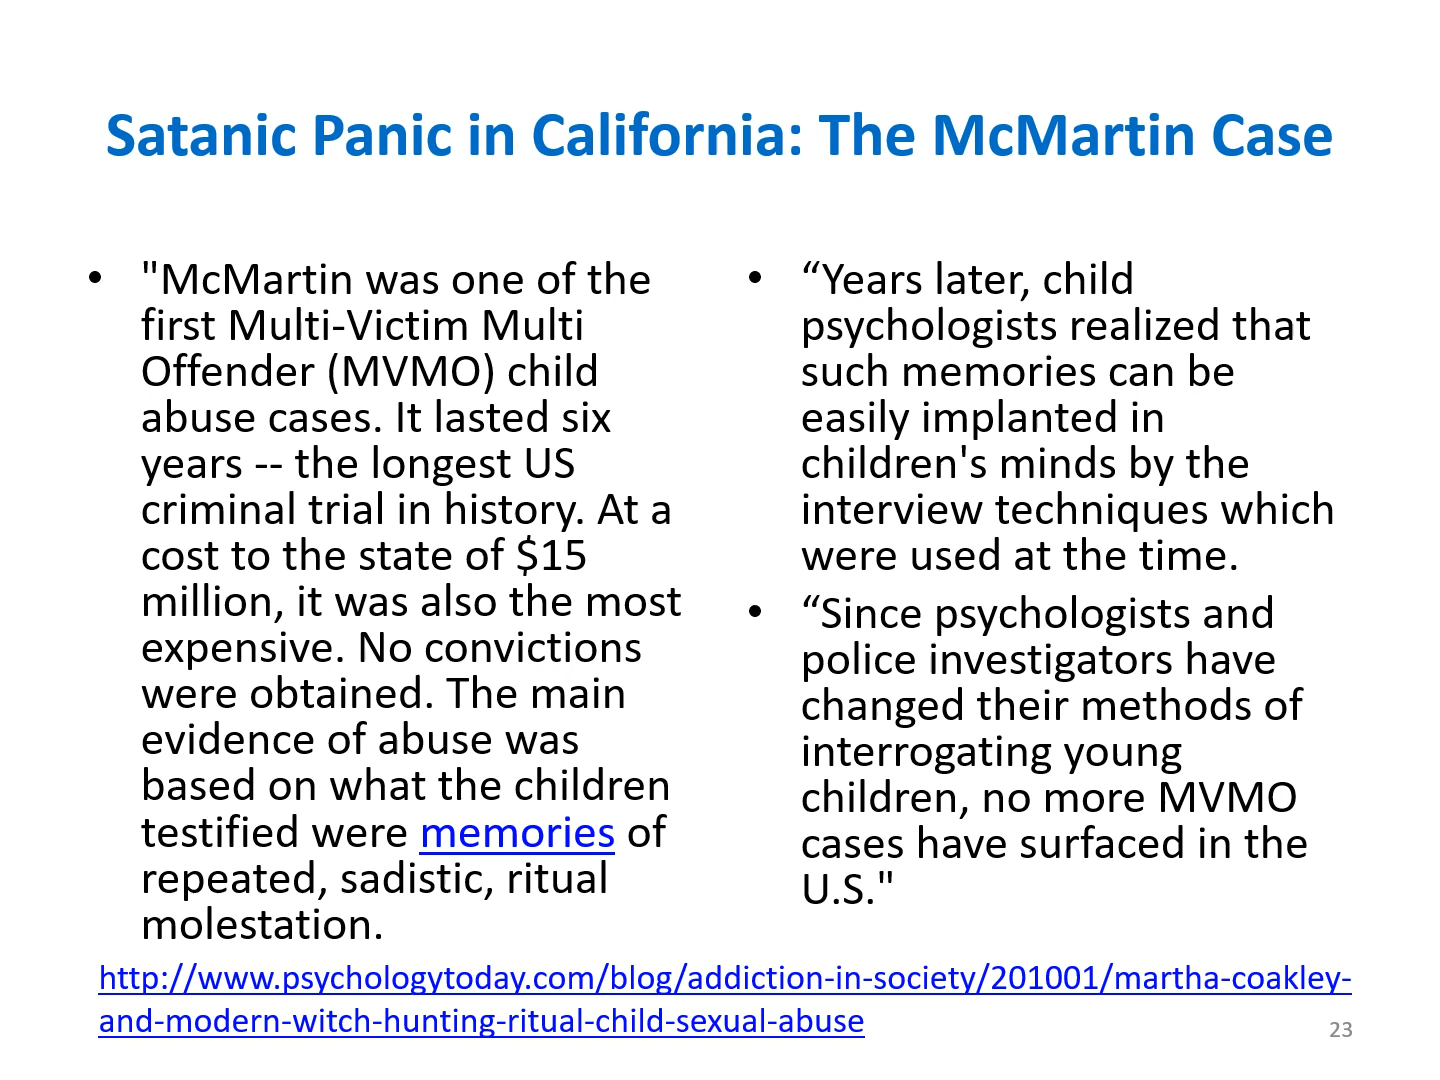 Satanic Panic in California: The McMartin Case
• "McMartin was one of the
first Multi-Victim Multi
Offender (MVMO) child
abuse cases. It lasted six
years -- the longest US
criminal trial in history. At a
cost to the state of $15
million, it was also the most
expensive. No convictions
were obtained. The main
evidence of abuse was
based on what the children
testified were memories of
repeated, sadistic, ritual
molestation.
• “Years later, child
psychologists realized that
such memories can be
easily implanted in
children's minds by the
interview techniques which
were used at the time.
• “Since psychologists and
police investigators have
changed their methods of
interrogating young
children, no more MVMO
cases have surfaced in the
U.S."
http://www.psychologytoday.com/blog/addiction-in-society/201001/martha-coakley-
and-modern-witch-hunting-ritual-child-sexual-abuse
23